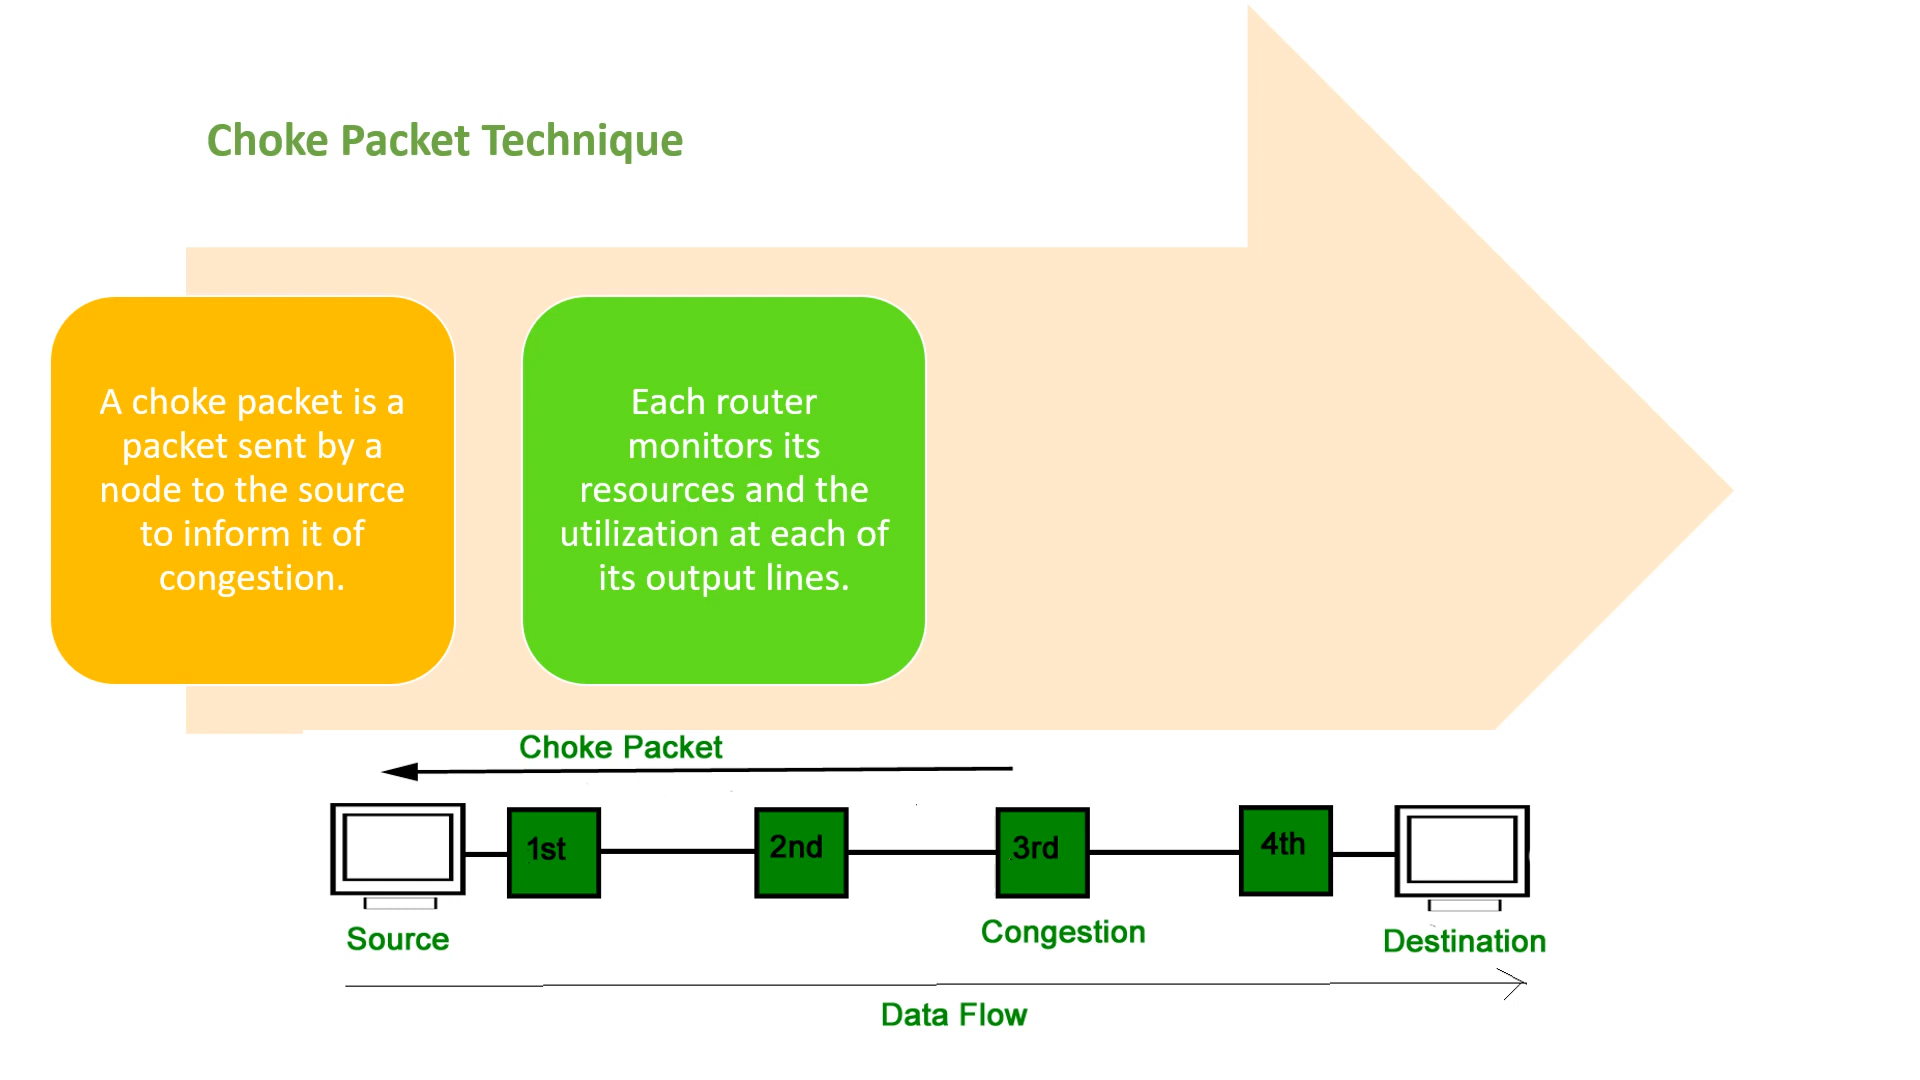 Choke Packet Technique
A choke packet is a
packet sent by a
node to the source
to inform it of
congestion.
Each router
monitors its
resources and the
utilization at each of
its output lines.
Choke Packet
1st
2nd
3rd
4th
Source
Congestion
Destination
Data Flow